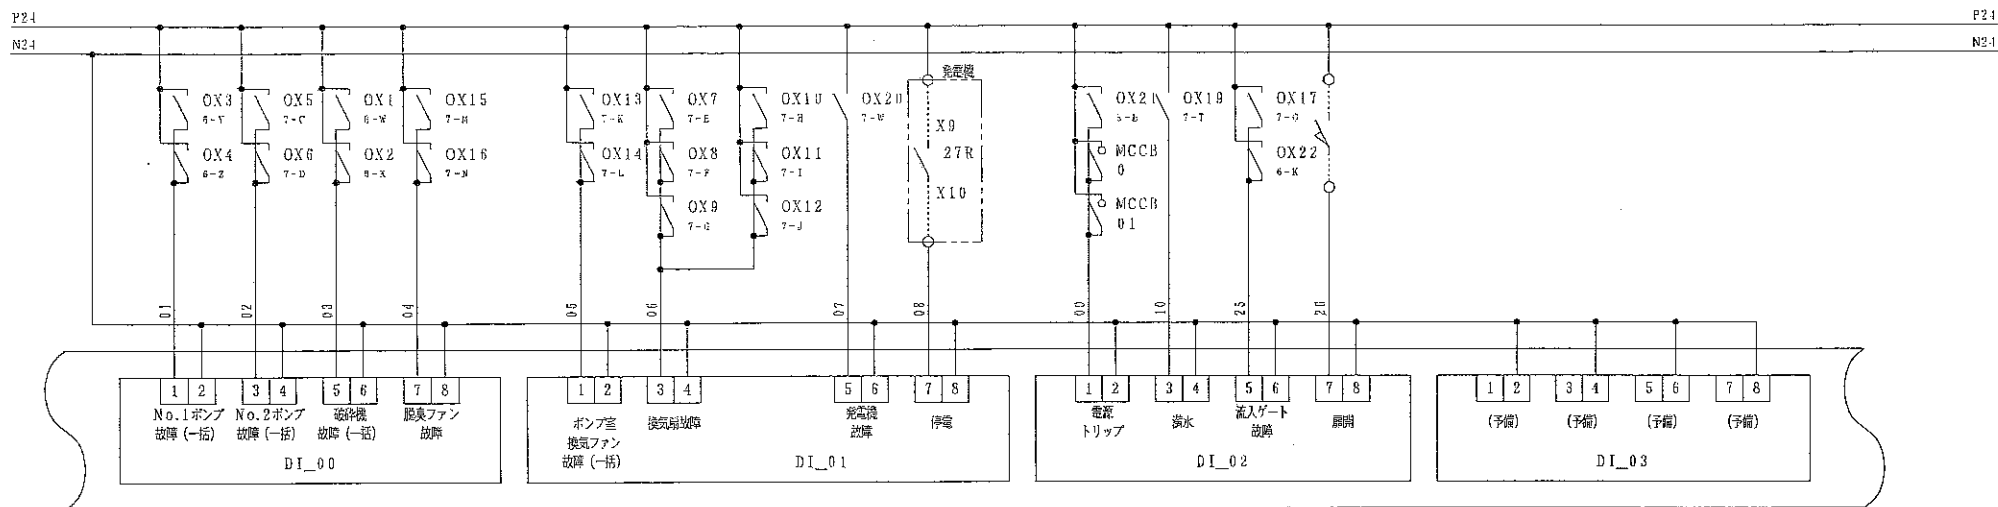 P24
P24
N24
N24
発電機
OX3
6-Y
OX5
7-C
OX1
6-W
OX15
7-M
OX13
7-K
OX7
7-E
OX10
7-H
OX20
7-W
X9
27R
X10
OX21
OX19
7-T
OX17
OX4
6-Z
OX6
7-D
OX2
6-X
OX16
7-N
OX14
7-L
OX8
7-F
OX11
7-I
MCCB
0
OX22
6-K
OX9
7-G
OX12
7-J
MCCB
01
01
02
03
04
05
06
07
08
09
10
25
26
1 2 3 4 5 6 7 8
No.1ポンプ
故障(一括)
No.2ポンプ
故障(一括)
破砕機
故障(一括)
脱臭ファン
故障
DI_00
1 2 3 4 5 6 7 8
ポンプ室
換気ファン
故障(一括)
換気扇故障
発電機
故障
停電
DI_01
1 2 3 4 5 6 7 8
電源
トリップ
満水
流入ゲート
故障
扉開
DI_02
1 2 3 4 5 6 7 8
(予備)
(予備)
(予備)
(予備)
DI_03